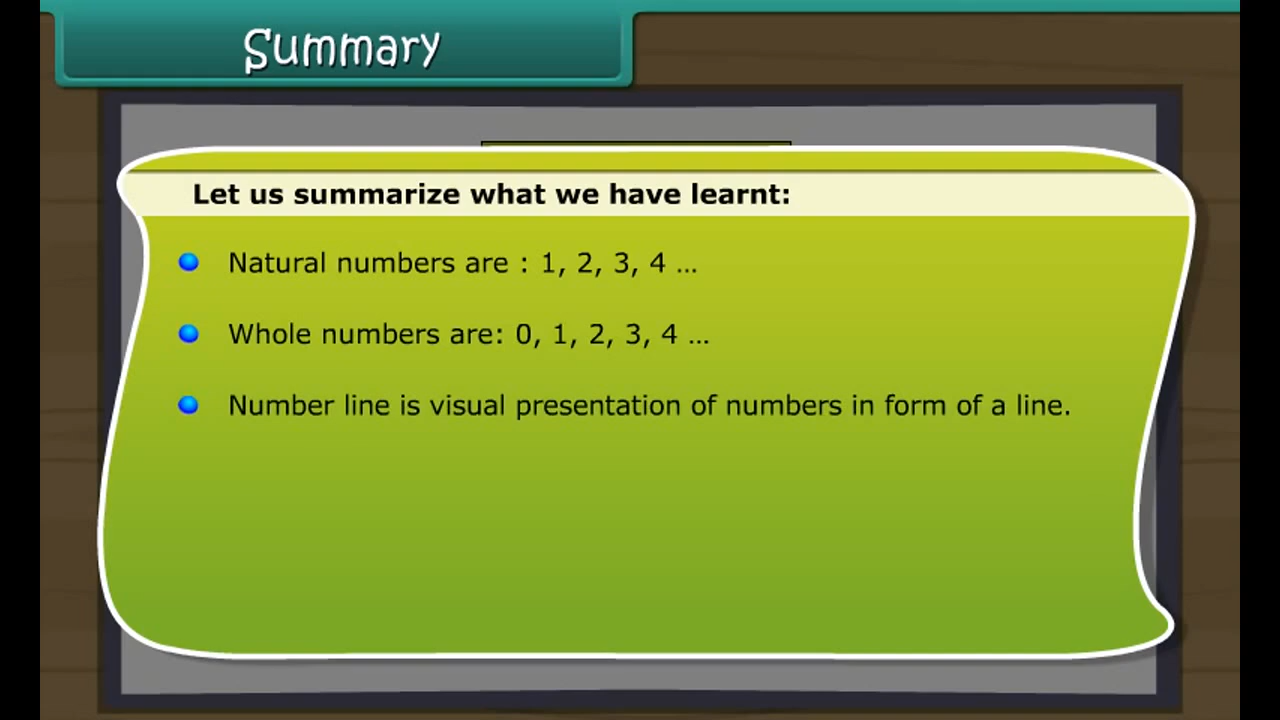 Summary
Let us summarize what we have learnt:
Natural numbers are : 1, 2, 3, 4 ...
Whole numbers are: 0, 1, 2, 3, 4 ...
Number line is visual presentation of numbers in form of a line.